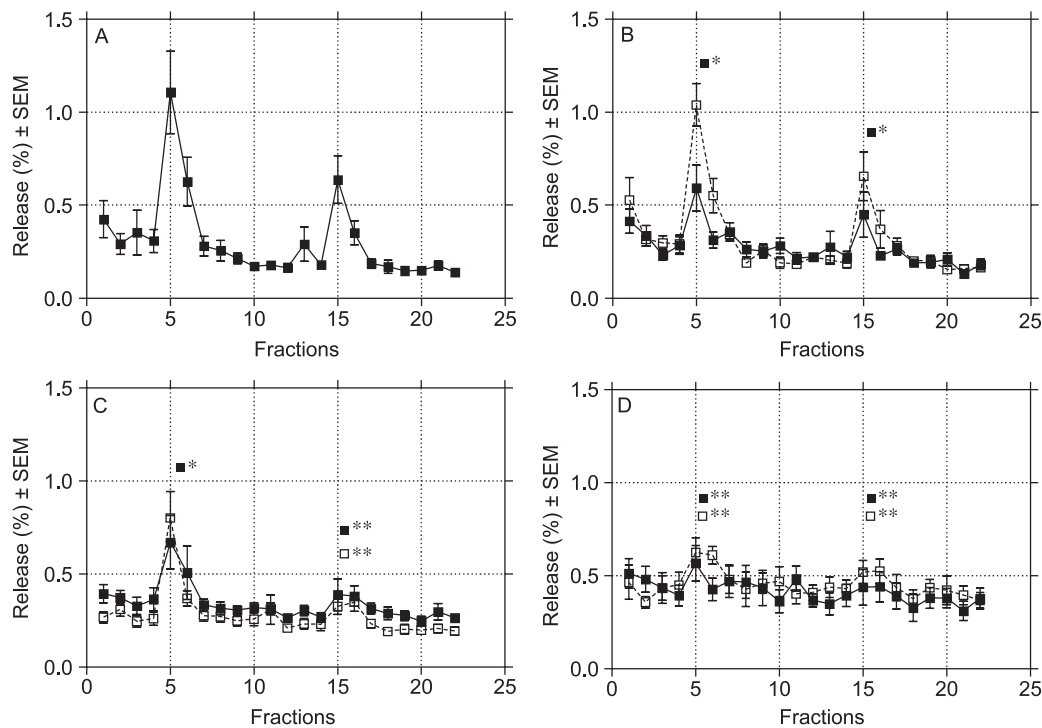 A
Release (%) ± SEM
1.5
1.0
0.5
0.0
0 5 10 15 20 25
Fractions
B
Release (%) ± SEM
1.5
1.0
0.5
0.0
■ *
■ *
0 5 10 15 20 25
Fractions
C
Release (%) ± SEM
1.5
1.0
0.5
0.0
■ *
■ **
□ **
0 5 10 15 20 25
Fractions
D
Release (%) ± SEM
1.5
1.0
0.5
0.0
■ ** ■ **
□ ** □ **
0 5 10 15 20 25
Fractions